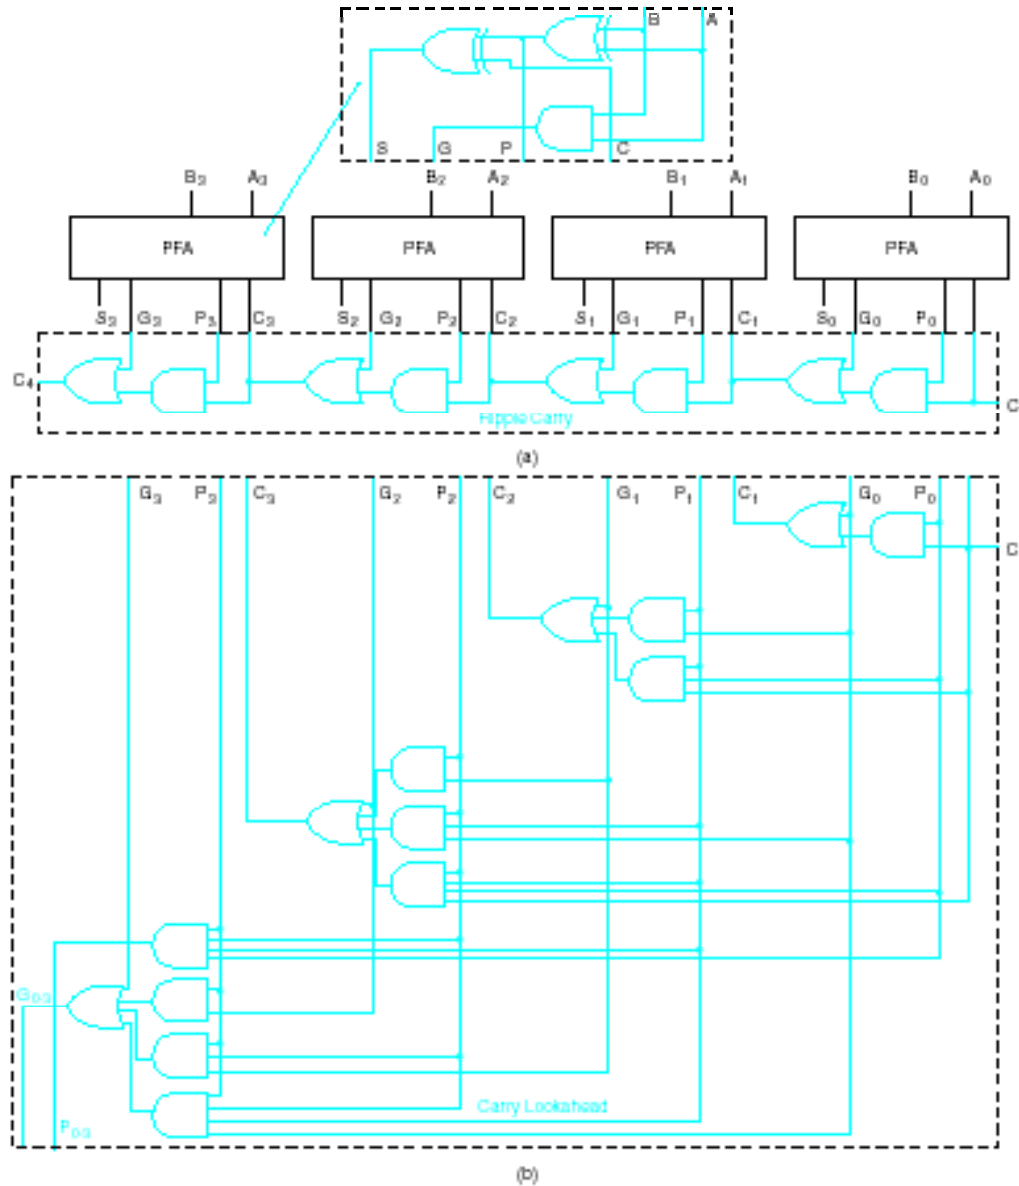 B A
S G P C
B3 A3 B2 A2 B1 A1 B0 A0
PFA PFA PFA PFA
S3 G3 P3 C3 S2 G2 P2 C2 S1 G1 P1 C1 S0 G0 P0
C4
C
Ripple Carry
(a)
G3 P3 C3 G2 P2 C2 G1 P1 C1 G0 P0
C
G0-3
Carry Lookahead
P0-3
(b)